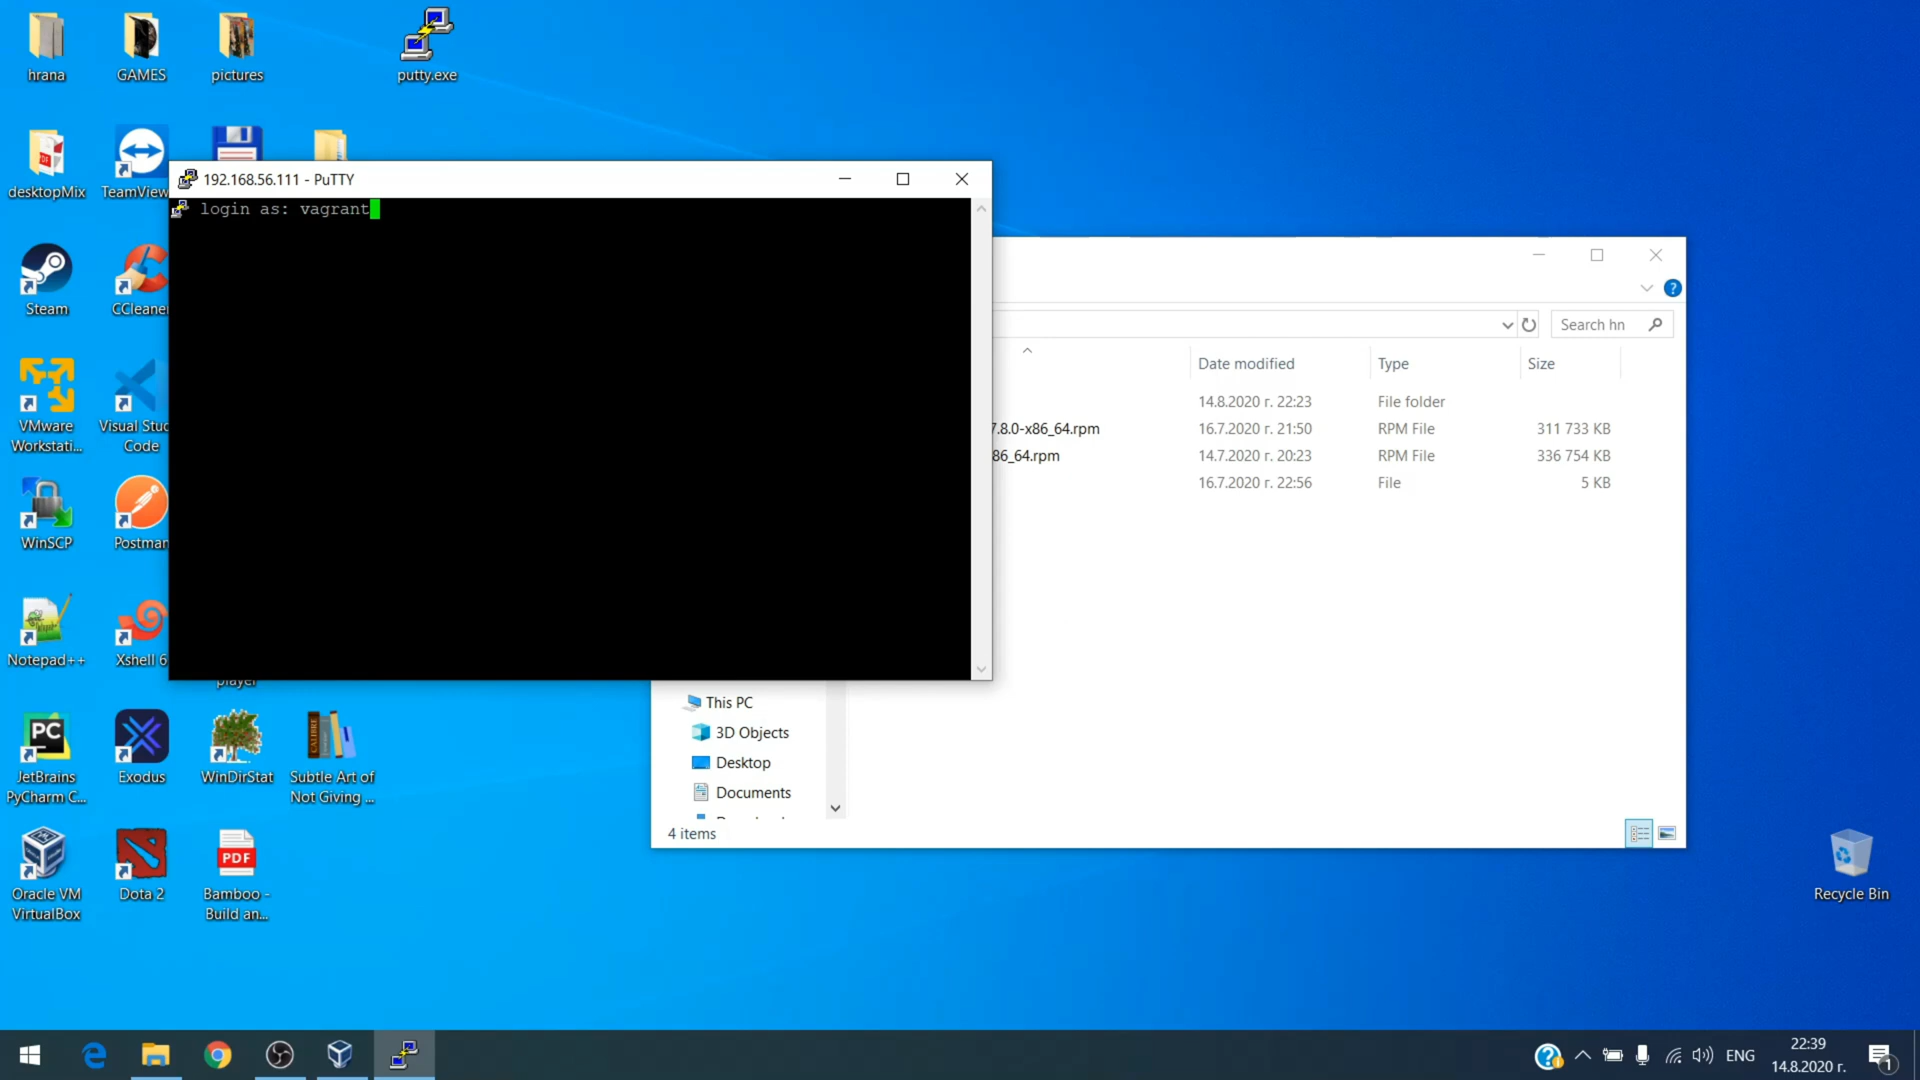 hrana
GAMES
pictures
putty.exe
desktopMix
TeamView
192.168.56.111 - PuTTY
login as: vagrant
Steam
CCleaner
Search hn
Date modified
Type
Size
14.8.2020 г. 22:23
File folder
7.8.0-x86_64.rpm
16.7.2020 г. 21:50
RPM File
311 733 KB
86_64.rpm
14.7.2020 г. 20:23
RPM File
336 754 KB
16.7.2020 г. 22:56
File
5 KB
VMware
Workstati...
Visual Stud
Code
WinSCP
Postman
Notepad++
Xshell 6
player
This PC
3D Objects
Desktop
Documents
4 items
PC
JetBrains
PyCharm C...
Exodus
WinDirStat
CALIBRE
Subtle Art of
Not Giving ...
Oracle VM
VirtualBox
Dota 2
PDF
Bamboo -
Build an...
Recycle Bin
ENG
22:39
14.8.2020 г.
1